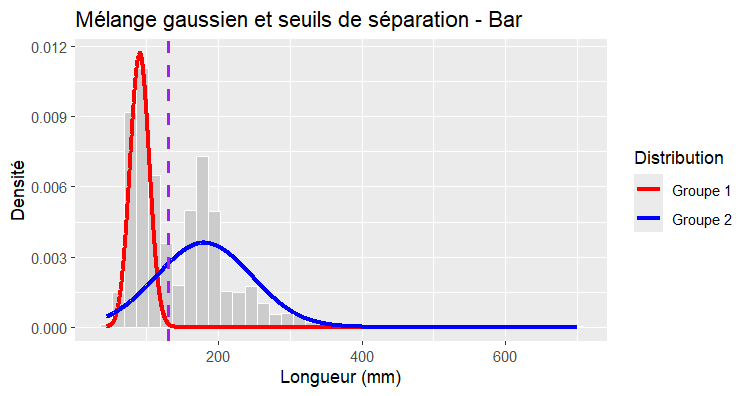 Mélange gaussien et seuils de séparation - Bar
0.012
0.009
0.006
0.003
0.000
Densité
200
400
600
Longueur (mm)
Distribution
Groupe 1
Groupe 2